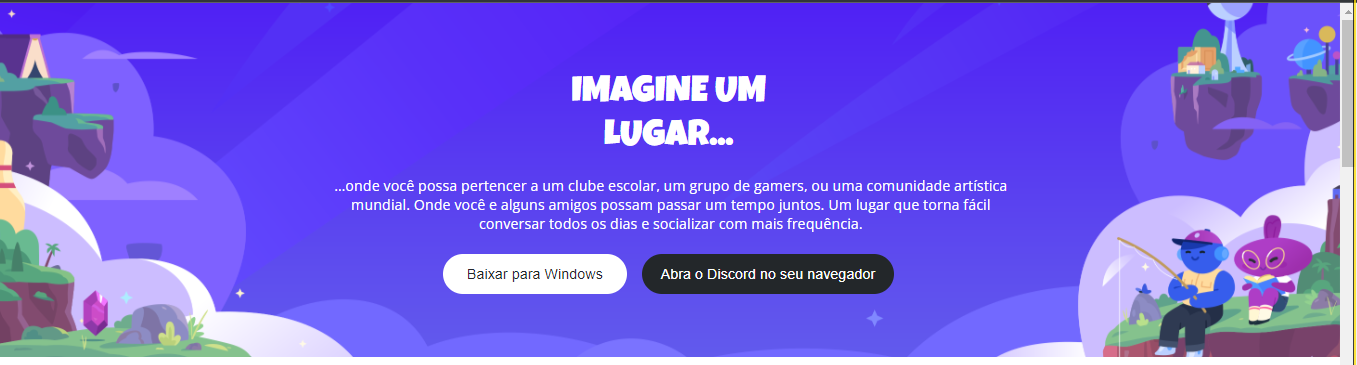 IMAGINE UM
LUGAR...
...onde você possa pertencer a um clube escolar, um grupo de gamers, ou uma comunidade artística
mundial. Onde você e alguns amigos possam passar um tempo juntos. Um lugar que torna fácil
conversar todos os dias e socializar com mais frequência.
Baixar para Windows
Abra o Discord no seu navegador